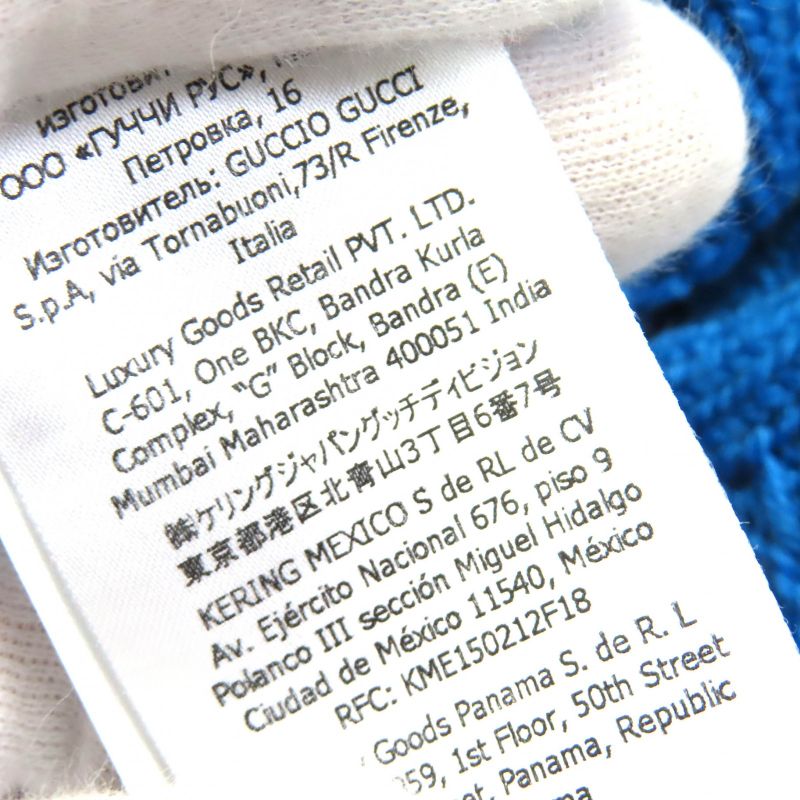 изготови
ООО «ГУЧЧИ РУС»,
Петровка, 16
Изготовитель: GUCCIO GUCCI
S.p.A, via Tornabuoni,73/R Firenze,
Italia
Luxury Goods Retail PVT. LTD.
C-601, One BKC, Bandra Kurla
Complex, "G" Block, Bandra (E)
Mumbai Maharashtra 400051 India
㈱ケリングジャパングッチディビジョン
東京都港区北青山3丁目6番7号
KERING MEXICO S de RL de CV
Av. Ejército Nacional 676, piso 9
Polanco III sección Miguel Hidalgo
Ciudad de México 11540, México
RFC: KME150212F18
Goods Panama S. de R. L
959, 1st Floor, 50th Street
Panama, Republic